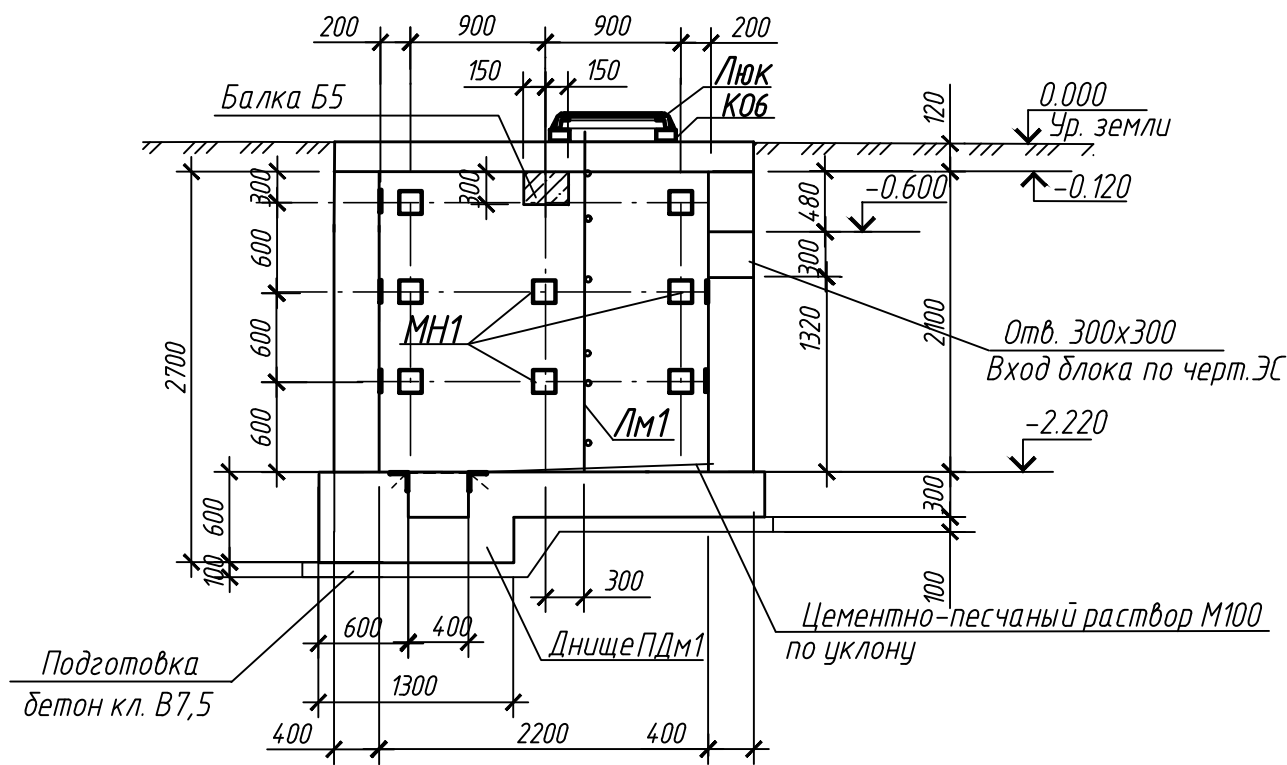 200
900
900
200
150
150
Люк
КО6
Балка Б5
0.000
Ур. земли
120
300
300
480
-0.600
-0.120
600
300
МН1
600
1320
2100
Отв. 300х300
Вход блока по черт.ЭС
2700
Лм1
-2.220
600
600
300
100
300
100
600
400
Днище ПДм1
Цементно-песчаный раствор М100
по уклону
Подготовка
бетон кл. В7,5
1300
400
2200
400